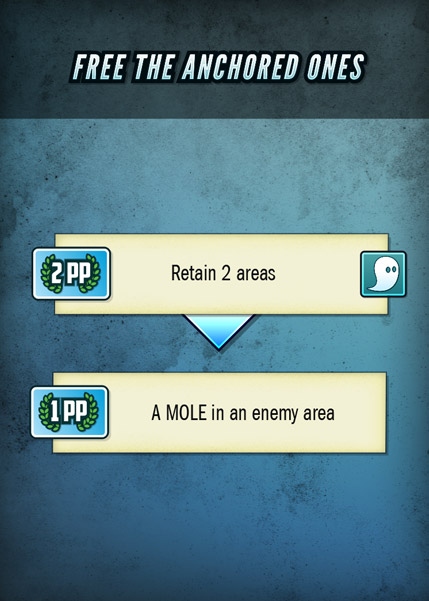 FREE THE ANCHORED ONES
2 PP
Retain 2 areas
1 PP
A MOLE in an enemy area